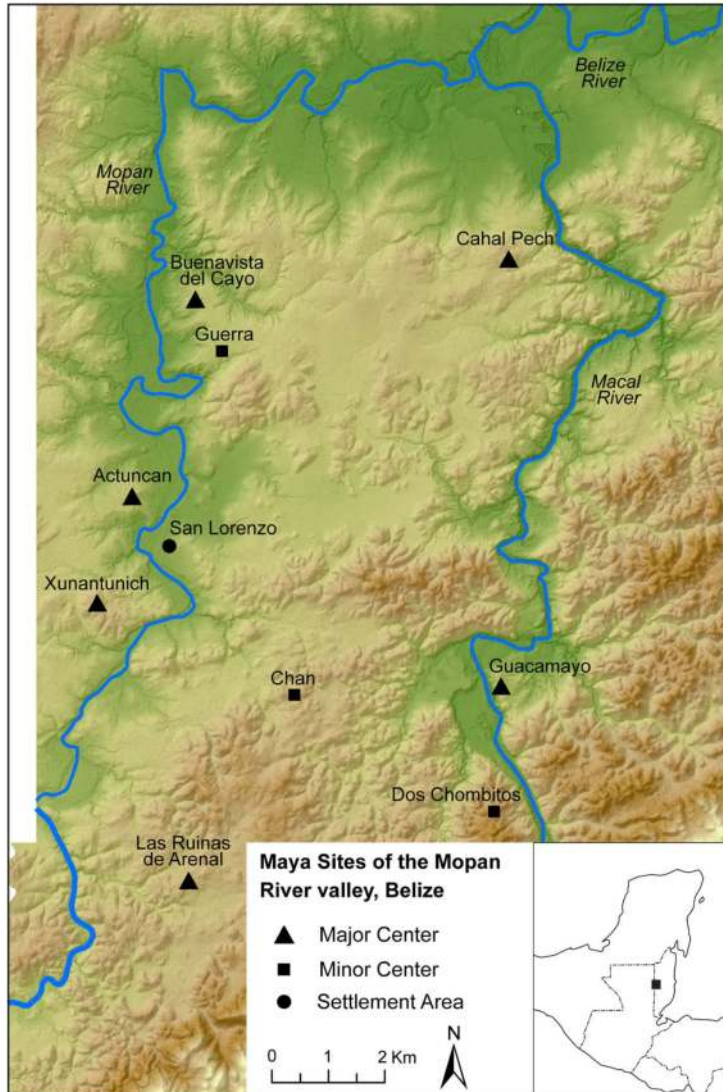 Belize
River
Mopan
River
Cahal Pech
Buenavista
del Cayo
Guerra
Macal
River
Actuncan
San Lorenzo
Xunantunich
Chan
Guacamayo
Dos Chombitos
Las Ruinas
de Arenal
Maya Sites of the Mopan
River valley, Belize
Major Center
Minor Center
Settlement Area
N
0 1 2 Km